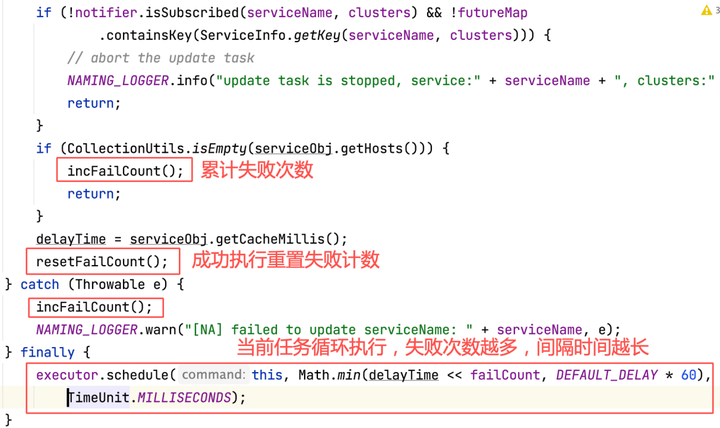 3
if (!notifier.isSubscribed(serviceName, clusters) && !futureMap
.containsKey(ServiceInfo.getKey(serviceName, clusters))) {
// abort the update task
NAMING_LOGGER.info("update task is stopped, service:" + serviceName + ", clusters:"
return;
}
if (CollectionUtils.isEmpty(serviceObj.getHosts())) {
incFailCount(); 累计失败次数
return;
}
delayTime = serviceObj.getCacheMillis();
resetFailCount(); 成功执行重置失败计数
} catch (Throwable e) {
incFailCount();
NAMING_LOGGER.warn("[NA] failed to update serviceName: " + serviceName, e);
} finally { 当前任务循环执行，失败次数越多，间隔时间越长
executor.schedule( command: this, Math.min(delayTime << failCount, DEFAULT_DELAY * 60),
TimeUnit.MILLISECONDS);
}